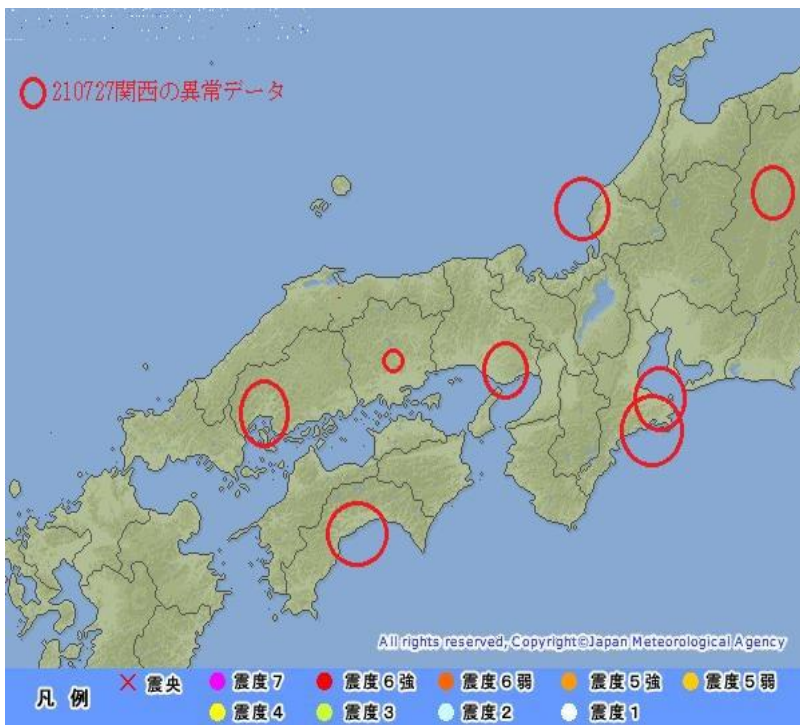 210727関西の異常データ
All rights reserved, Copyright©Japan Meteorological Agency
凡 例 × 震央 震度7 震度6強 震度6弱 震度5強 震度5弱
震度4 震度3 震度2 震度1